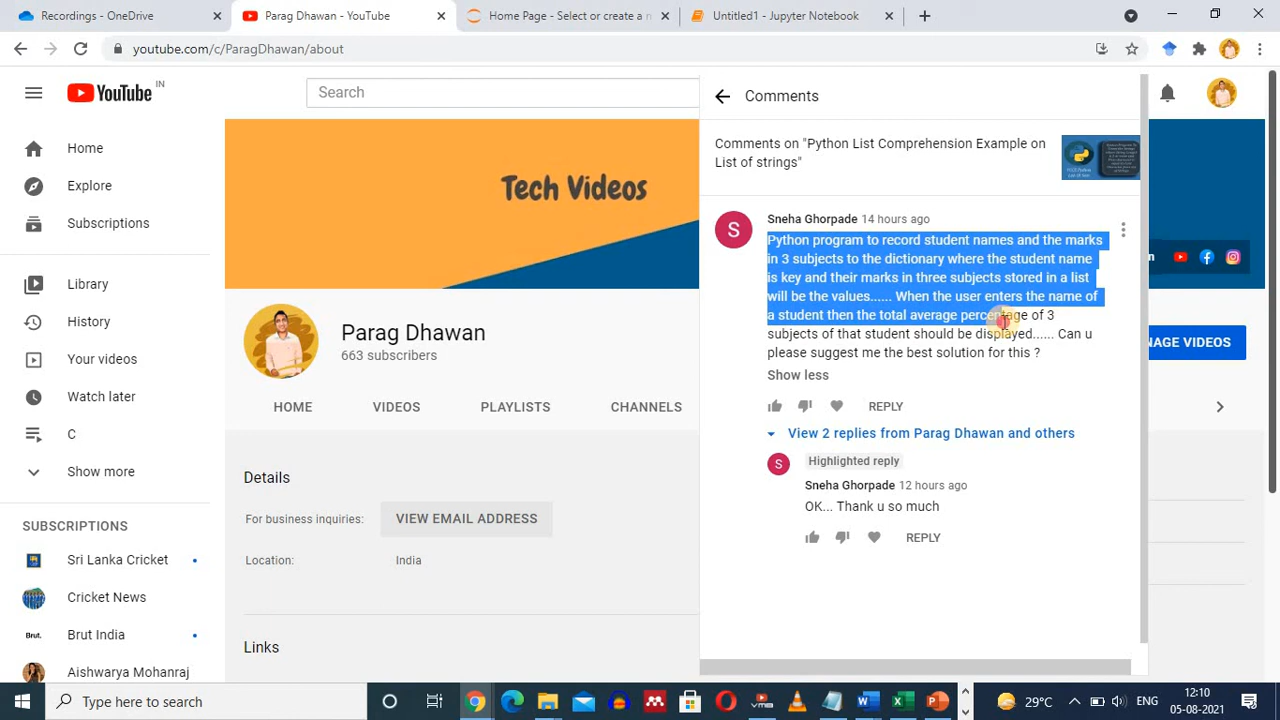 Recordings - OneDrive
Parag Dhawan - YouTube
Home Page - Select or create a n
Untitled1 - Jupyter Notebook
youtube.com/c/ParagDhawan/about
YouTube IN
Search
Home
Explore
Subscriptions
Library
History
Your videos
Watch later
C
Show more
SUBSCRIPTIONS
Sri Lanka Cricket
Cricket News
Brut India
Brut.
Aishwarya Mohanraj
Tech Videos
Parag Dhawan
663 subscribers
HOME
VIDEOS
PLAYLISTS
CHANNELS
Details
For business inquiries:
VIEW EMAIL ADDRESS
Location:
India
Links
Comments
Comments on "Python List Comprehension Example on
List of strings"
S
Sneha Ghorpade 14 hours ago
Python program to record student names and the marks
in 3 subjects to the dictionary where the student name
is key and their marks in three subjects stored in a list
will be the values...... When the user enters the name of
a student then the total average percentage of 3
subjects of that student should be displayed...... Can u
please suggest me the best solution for this ?
Show less
REPLY
View 2 replies from Parag Dhawan and others
S
Highlighted reply
Sneha Ghorpade 12 hours ago
OK... Thank u so much
REPLY
NAGE VIDEOS
Type here to search
29°C
ENG
12:10
05-08-2021